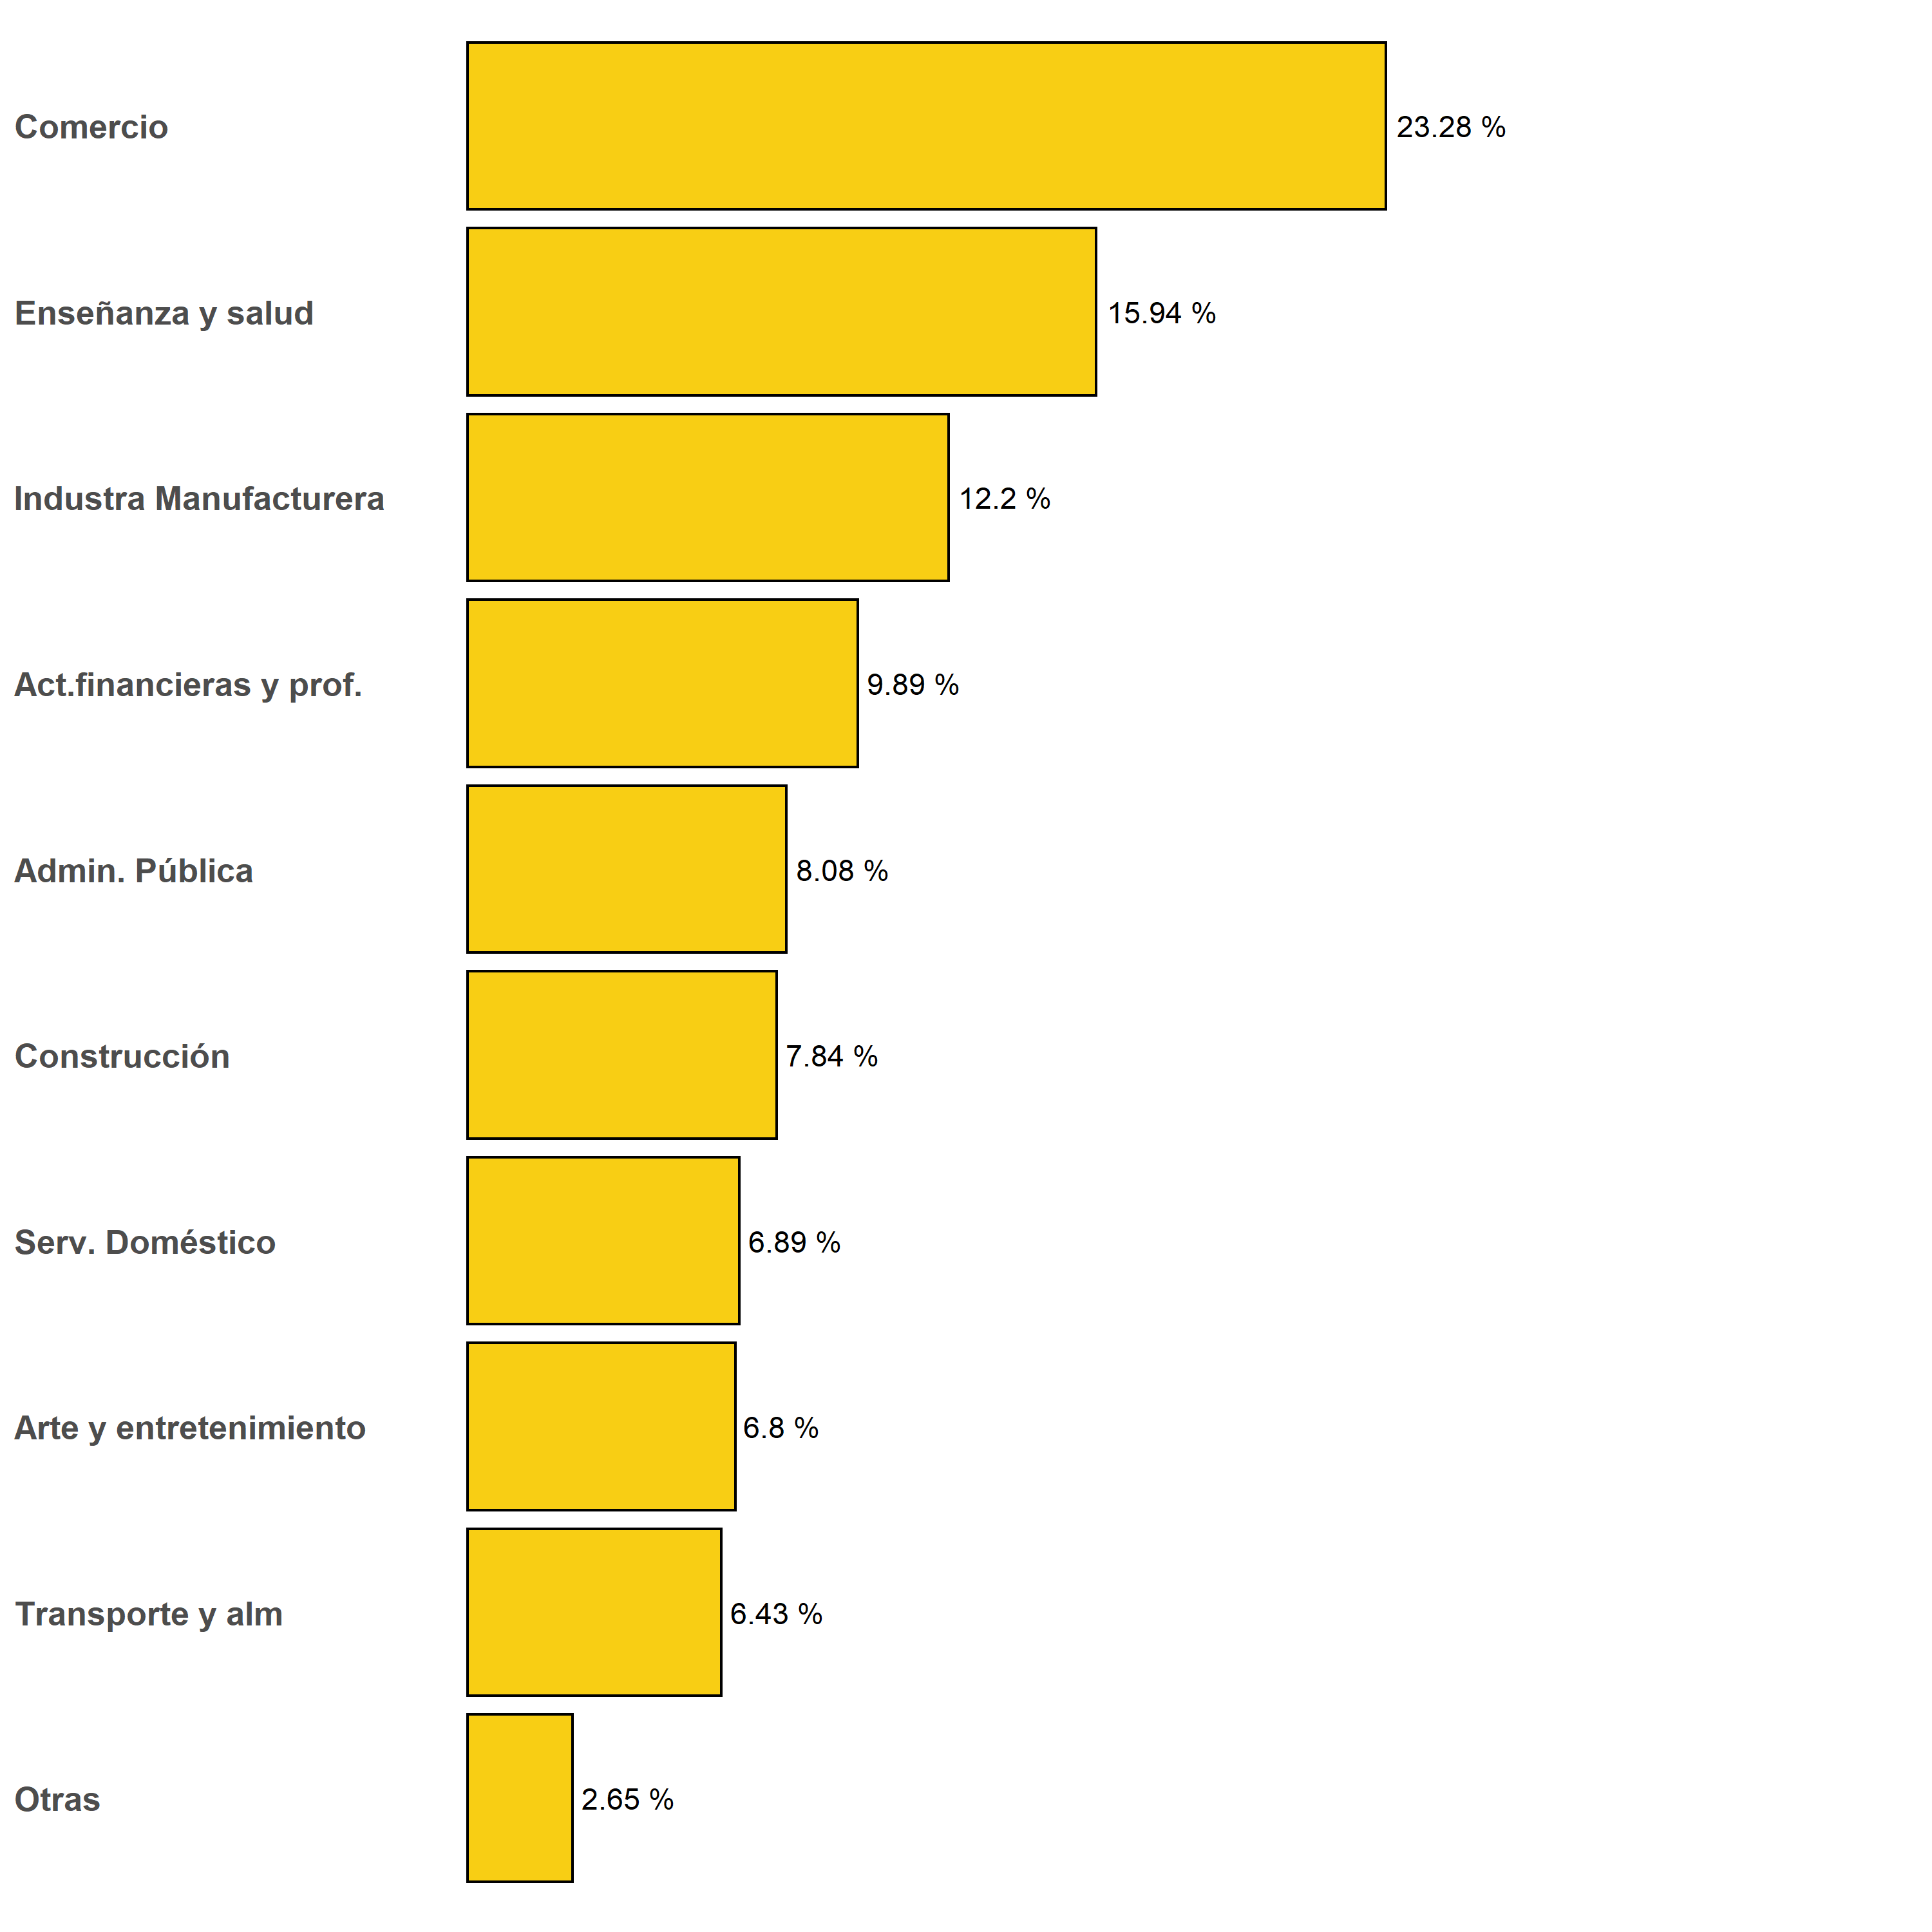 Comercio 23.28 %
Enseñanza y salud 15.94 %
Industra Manufacturera 12.2 %
Act.financieras y prof. 9.89 %
Admin. Pública 8.08 %
Construcción 7.84 %
Serv. Doméstico 6.89 %
Arte y entretenimiento 6.8 %
Transporte y alm 6.43 %
Otras 2.65 %